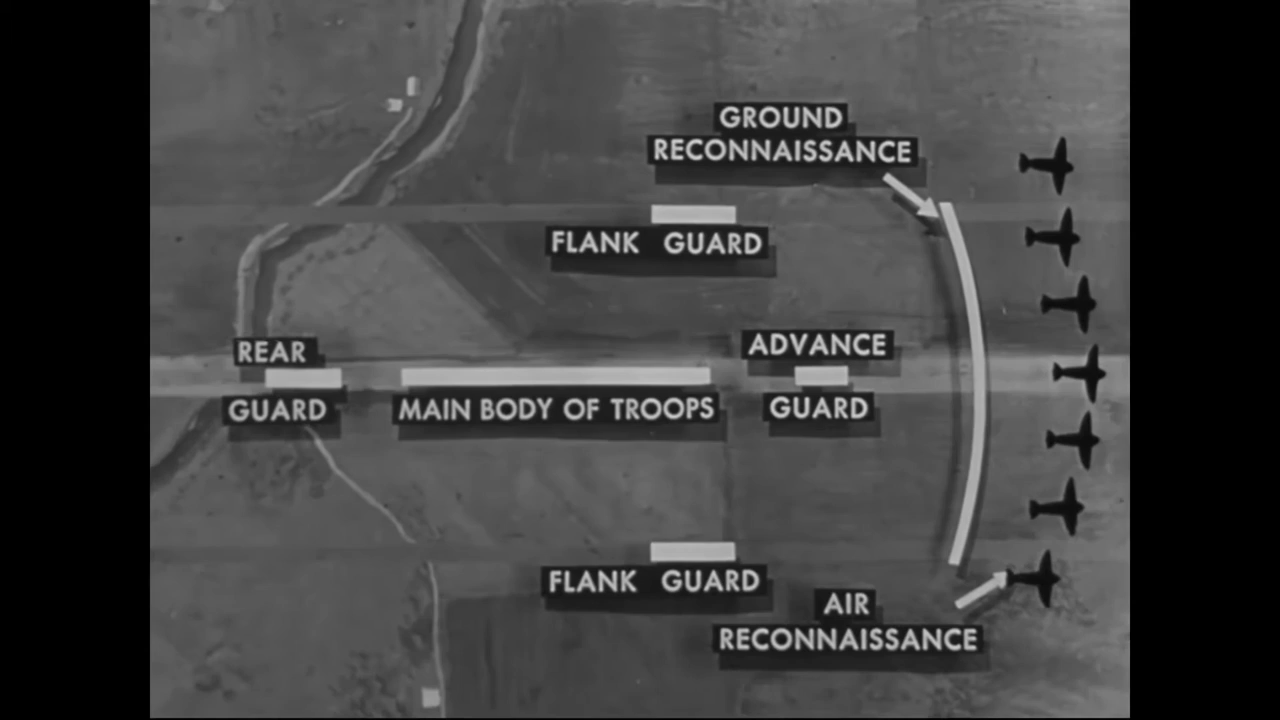 GROUND
RECONNAISSANCE
FLANK GUARD
REAR
GUARD
MAIN BODY OF TROOPS
ADVANCE
GUARD
FLANK GUARD
AIR
RECONNAISSANCE